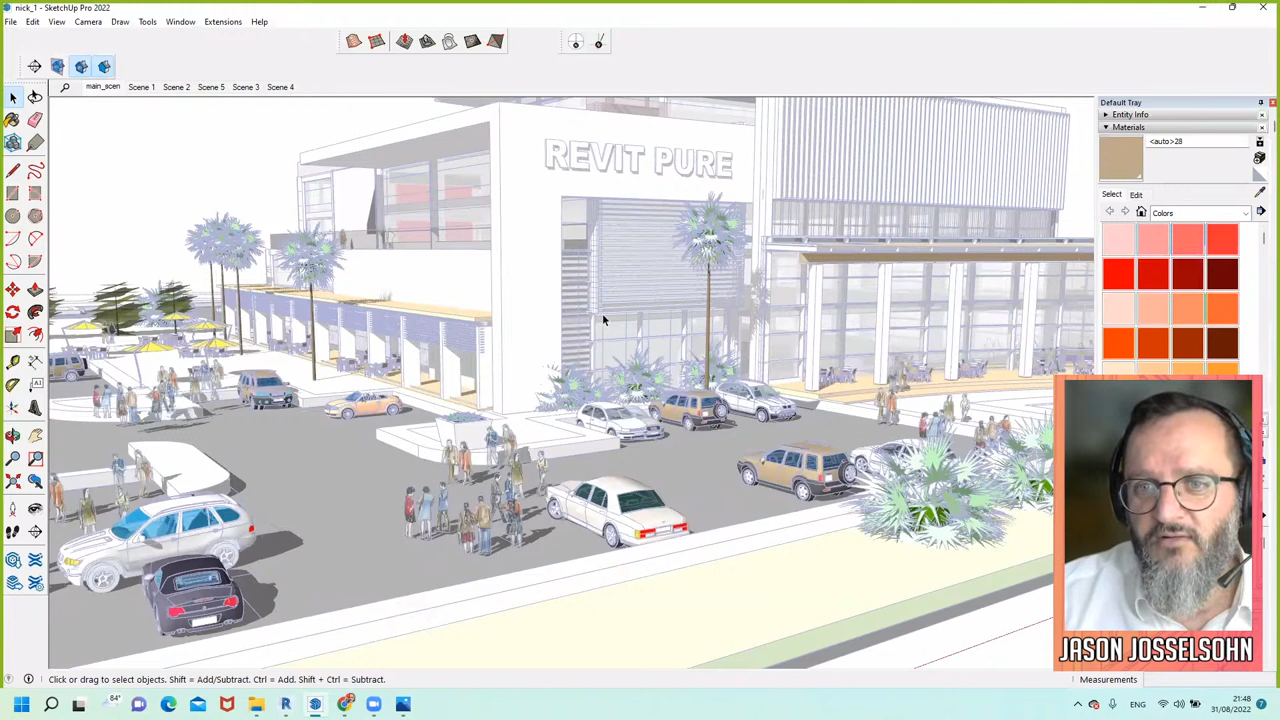 nick_1 - SketchUp Pro 2022
File Edit View Camera Draw Tools Window Extensions Help
main_scen Scene 1 Scene 2 Scene 5 Scene 3 Scene 4
Default Tray
Entity Info
Materials
<auto>28
Select Edit
Colors
REVIT PURE
AI
JASON JOSSELSOHN
Click or drag to select objects. Shift = Add/Subtract. Ctrl = Add. Shift + Ctrl = Subtract.
Measurements
84°
ENG
21:48
31/08/2022